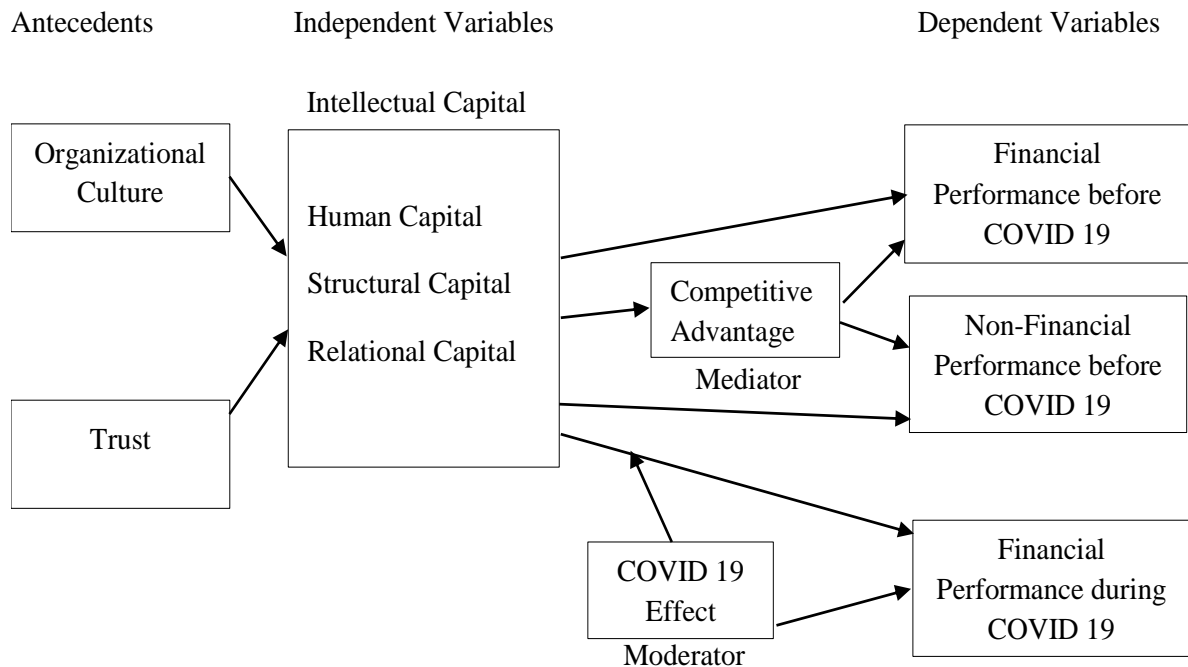 Antecedents
Independent Variables
Dependent Variables
Intellectual Capital
Organizational
Culture
Trust
Human Capital
Structural Capital
Relational Capital
Competitive
Advantage
Mediator
COVID 19
Effect
Moderator
Financial
Performance before
COVID 19
Non-Financial
Performance before
COVID 19
Financial
Performance during
COVID 19